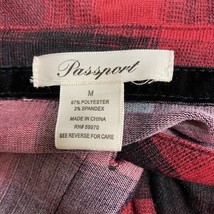 Passport
M
97% POLYESTER
3% SPANDEX
MADE IN CHINA
RN# 59970
SEE REVERSE FOR CARE